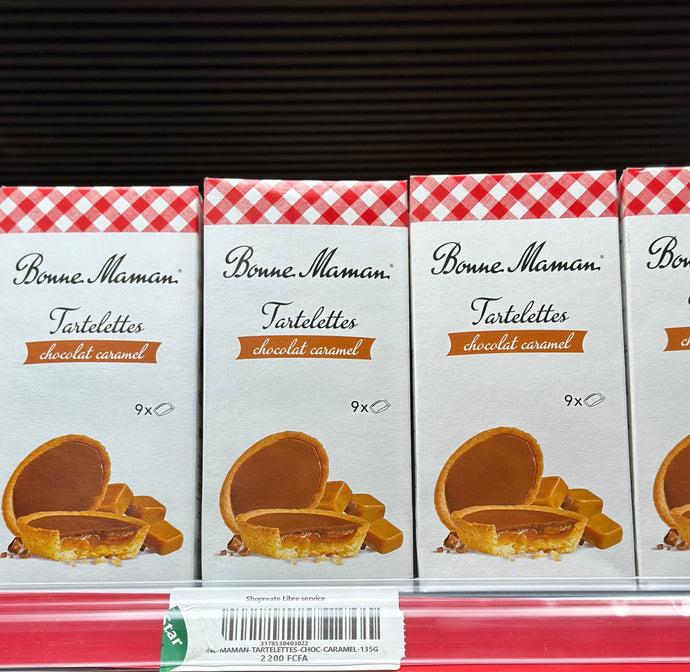 Bonne Maman®
Tartelettes
chocolat caramel
9x
Bonne Maman®
Tartelettes
chocolat caramel
9x
Bonne Maman®
Tartelettes
chocolat caramel
9x
Shopreate Libre service
3178530403022
-MAMAN-TARTELETTES-CHOC-CARAMEL-135G
2 200 FCFA